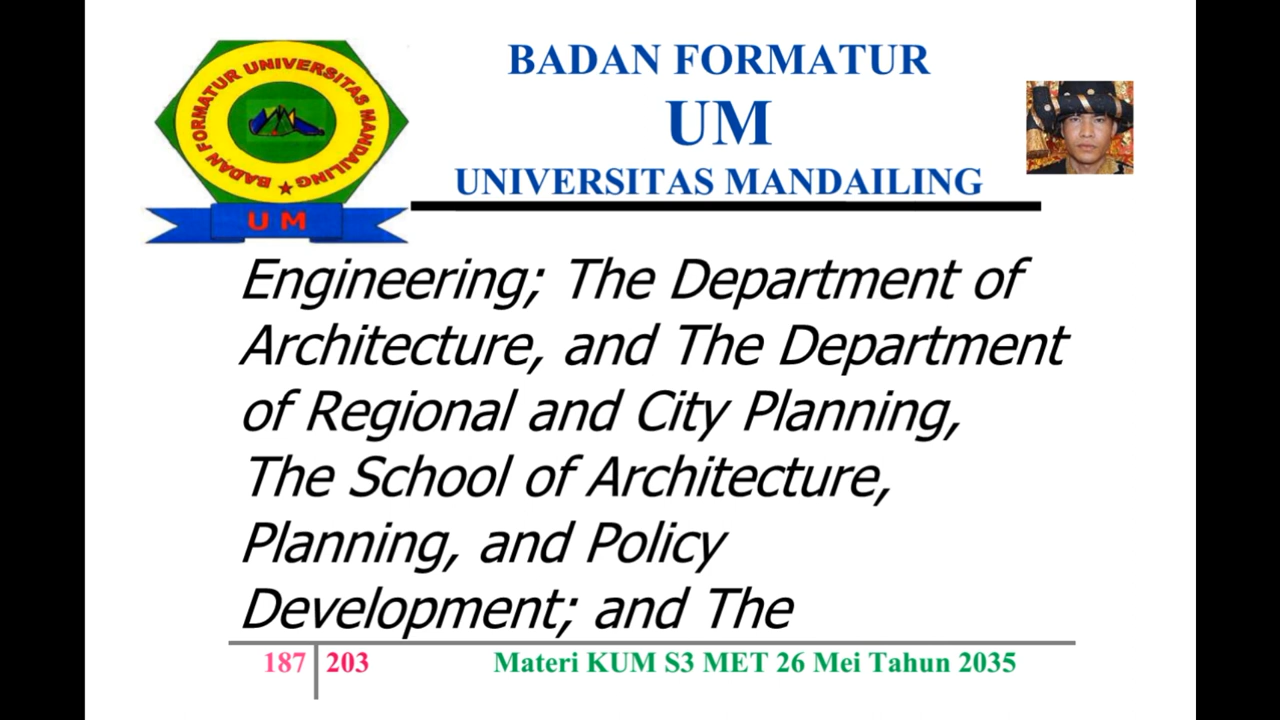 BADAN FORMATUR UNIVERSITAS MANDAILING
BADAN FORMATUR
UM
UNIVERSITAS MANDAILING
U M
Engineering; The Department of
Architecture, and The Department
of Regional and City Planning,
The School of Architecture,
Planning, and Policy
Development; and The
187 203 Materi KUM S3 MET 26 Mei Tahun 2035